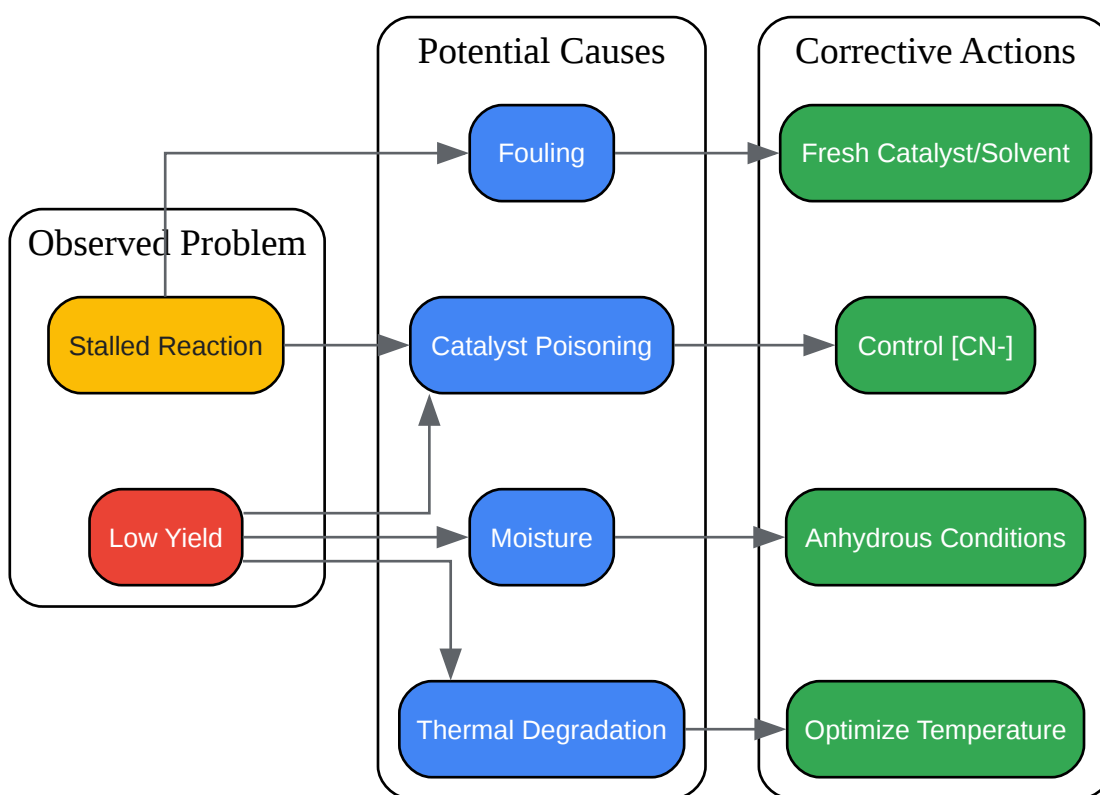 Potential Causes
Corrective Actions
Fouling
Fresh Catalyst/Solvent
Observed Problem
Stalled Reaction
Catalyst Poisoning
Control [CN-]
Low Yield
Moisture
Anhydrous Conditions
Thermal Degradation
Optimize Temperature